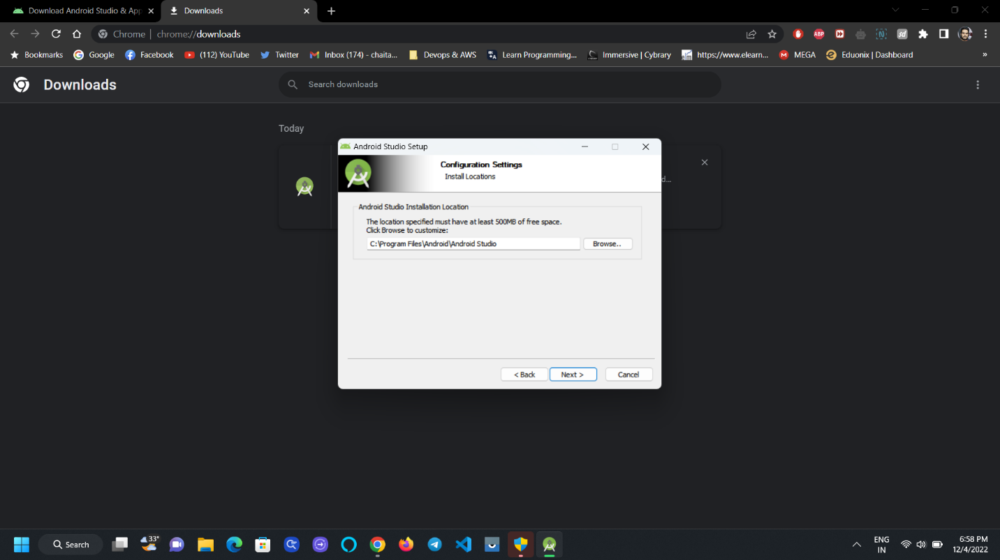 Download Android Studio & App
Downloads
Chrome | chrome://downloads
ABP
N
sd
Bookmarks
Google
Facebook
(112) YouTube
Twitter
Inbox (174) - chaita...
Devops & AWS
Learn Programming...
Immersive | Cybrary
https://www.elearn...
MEGA
Eduonix | Dashboard
»
Downloads
Search downloads
Today
d...
Android Studio Setup
Configuration Settings
Install Locations
Android Studio Installation Location
The location specified must have at least 500MB of free space.
Click Browse to customize:
C:\Program Files\Android\Android Studio
Browse..
< Back
Next >
Cancel
Search
33°
ENG
IN
6:58 PM
12/4/2022